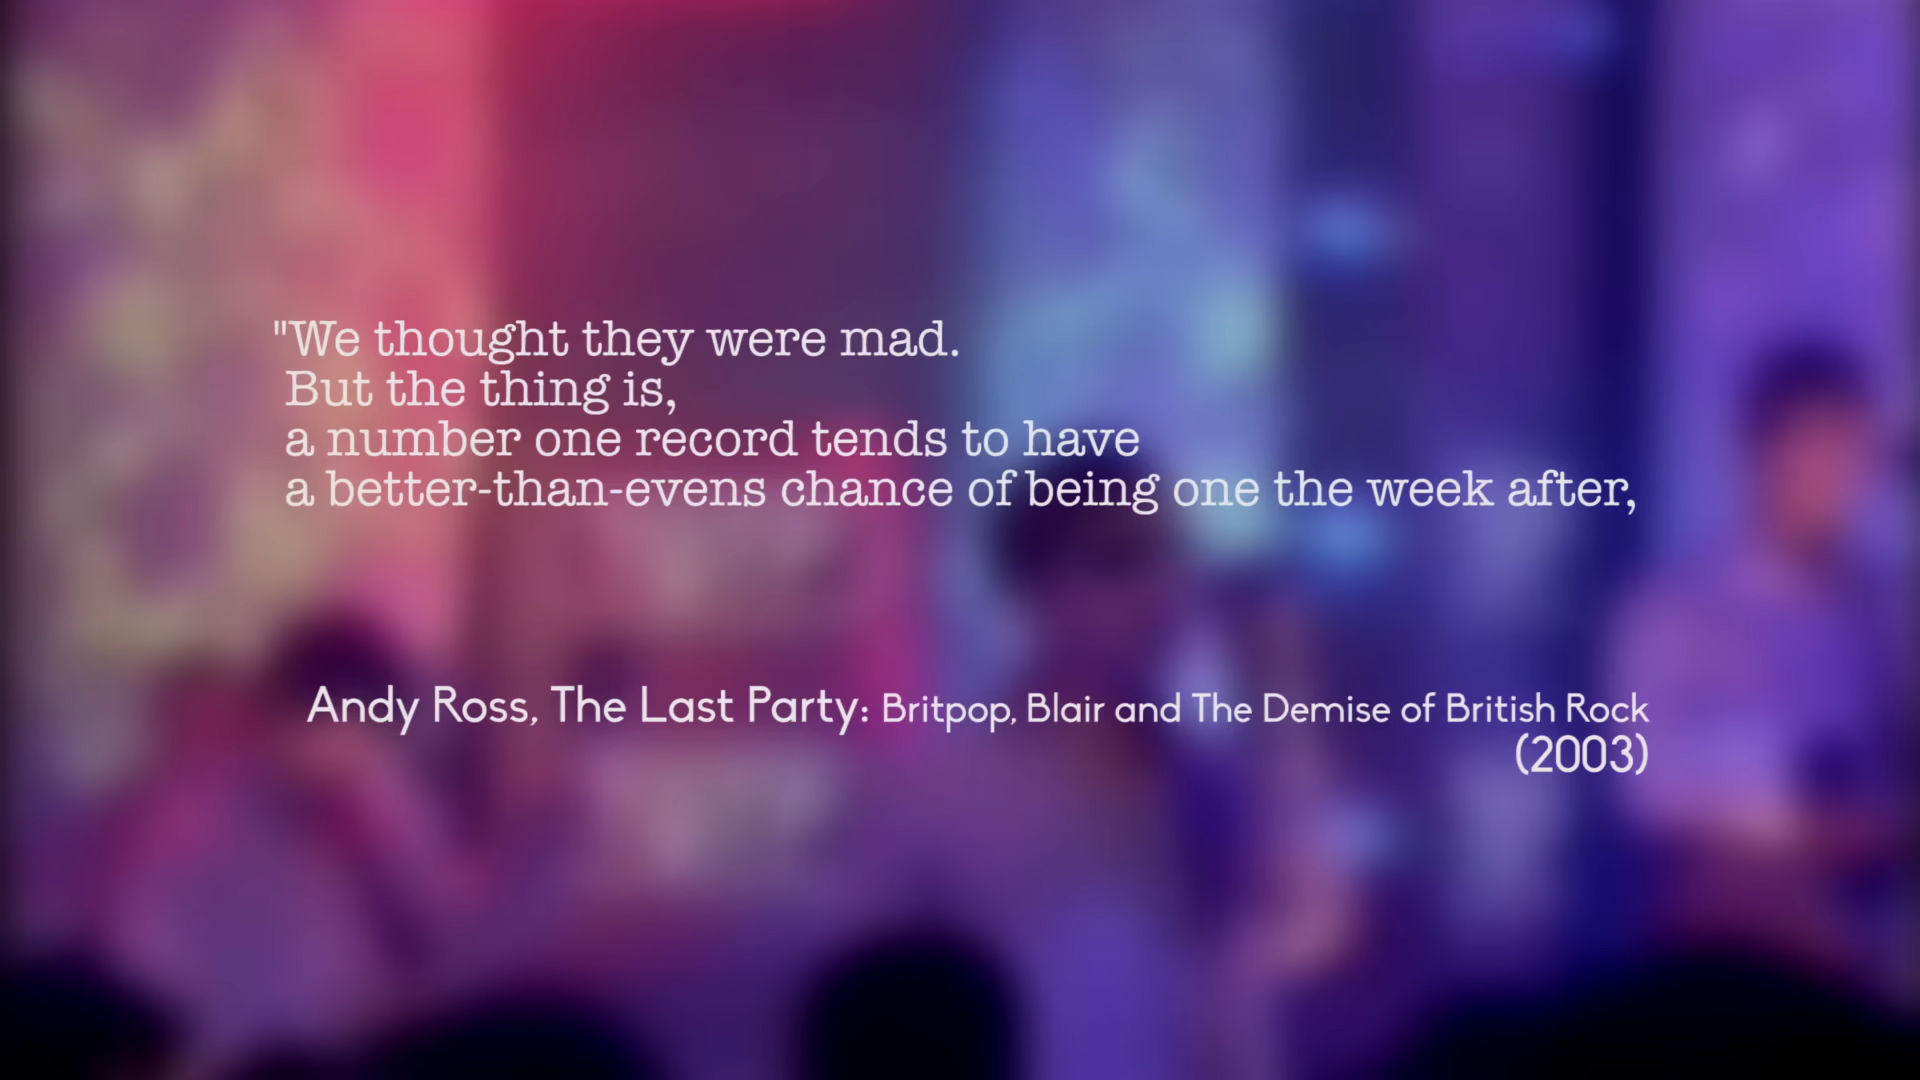 "We thought they were mad.
But the thing is,
a number one record tends to have
a better-than-evens chance of being one the week after,
Andy Ross, The Last Party: Britpop, Blair and The Demise of British Rock
(2003)